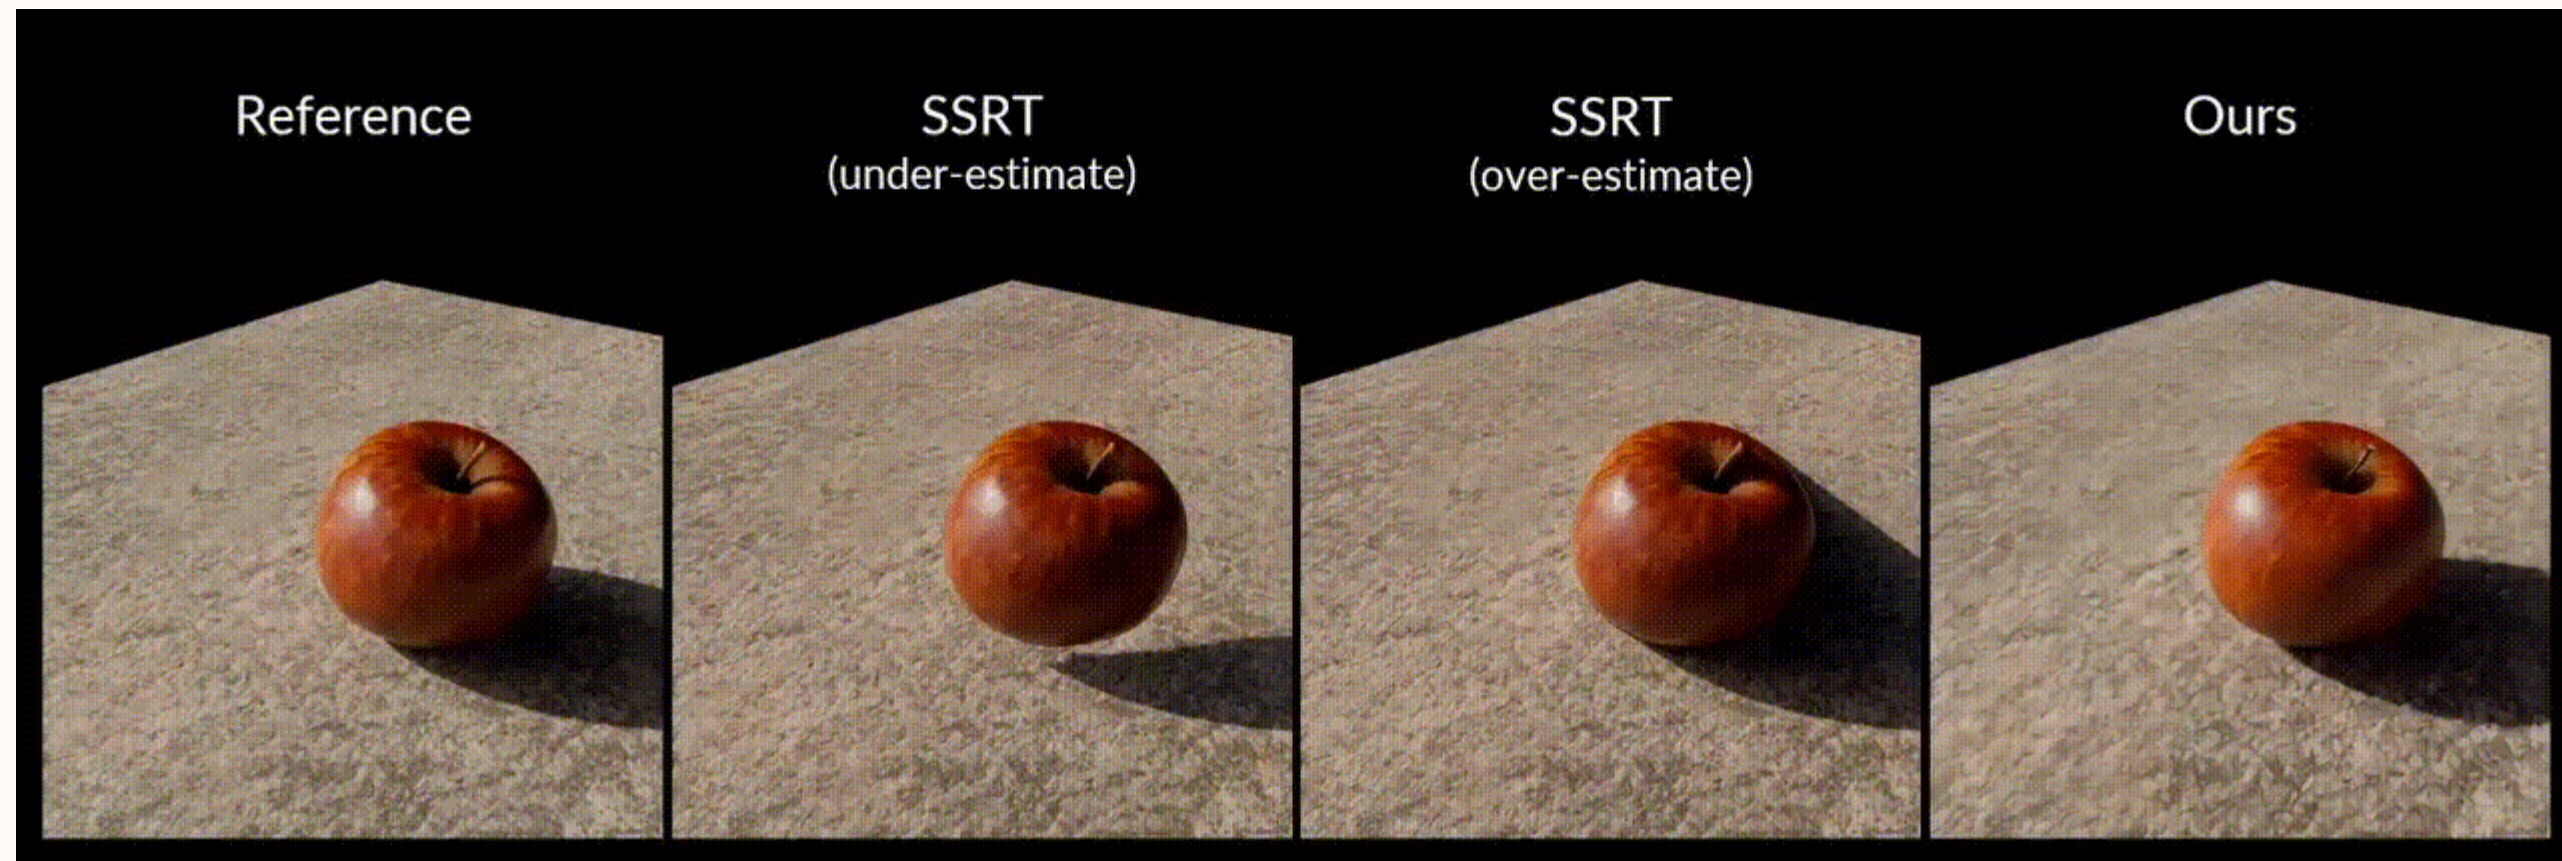 Reference
SSRT
(under-estimate)
SSRT
(over-estimate)
Ours